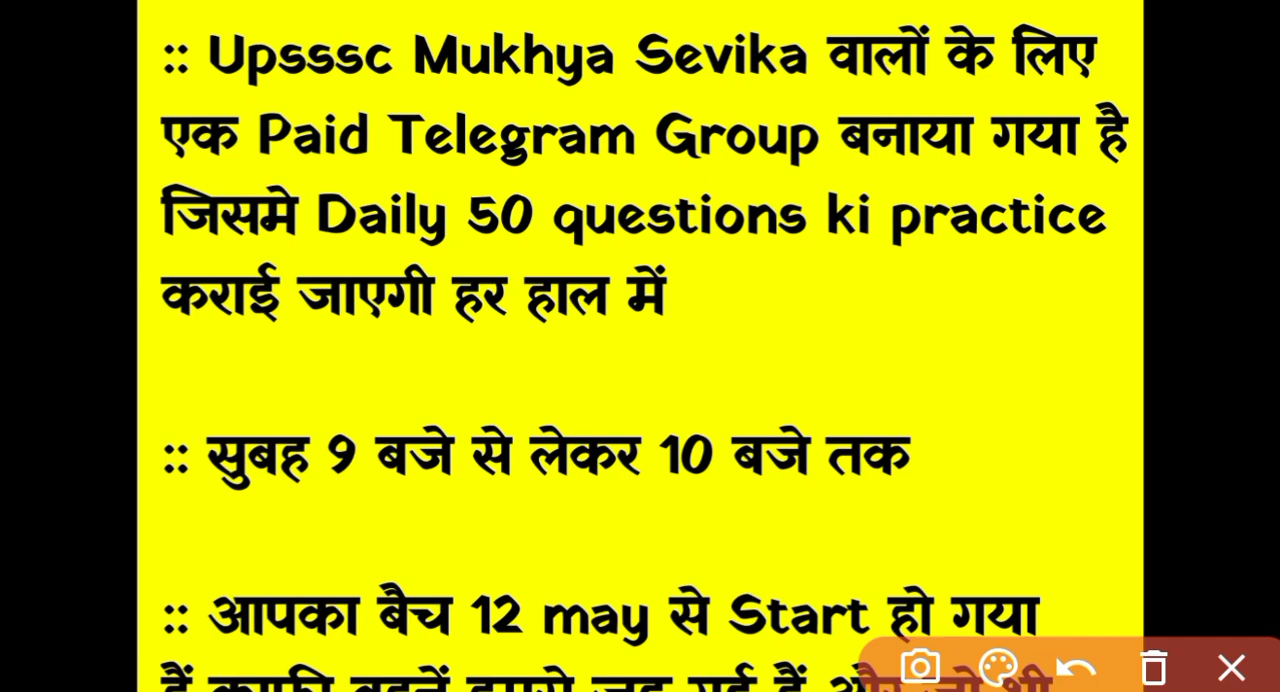 :: Upsssc Mukhya Sevika वालों के लिए
एक Paid Telegram Group बनाया गया है
जिसमे Daily 50 questions ki practice
कराई जाएगी हर हाल में
:: सुबह 9 बजे से लेकर 10 बजे तक
:: आपका बैच 12 may से Start हो गया